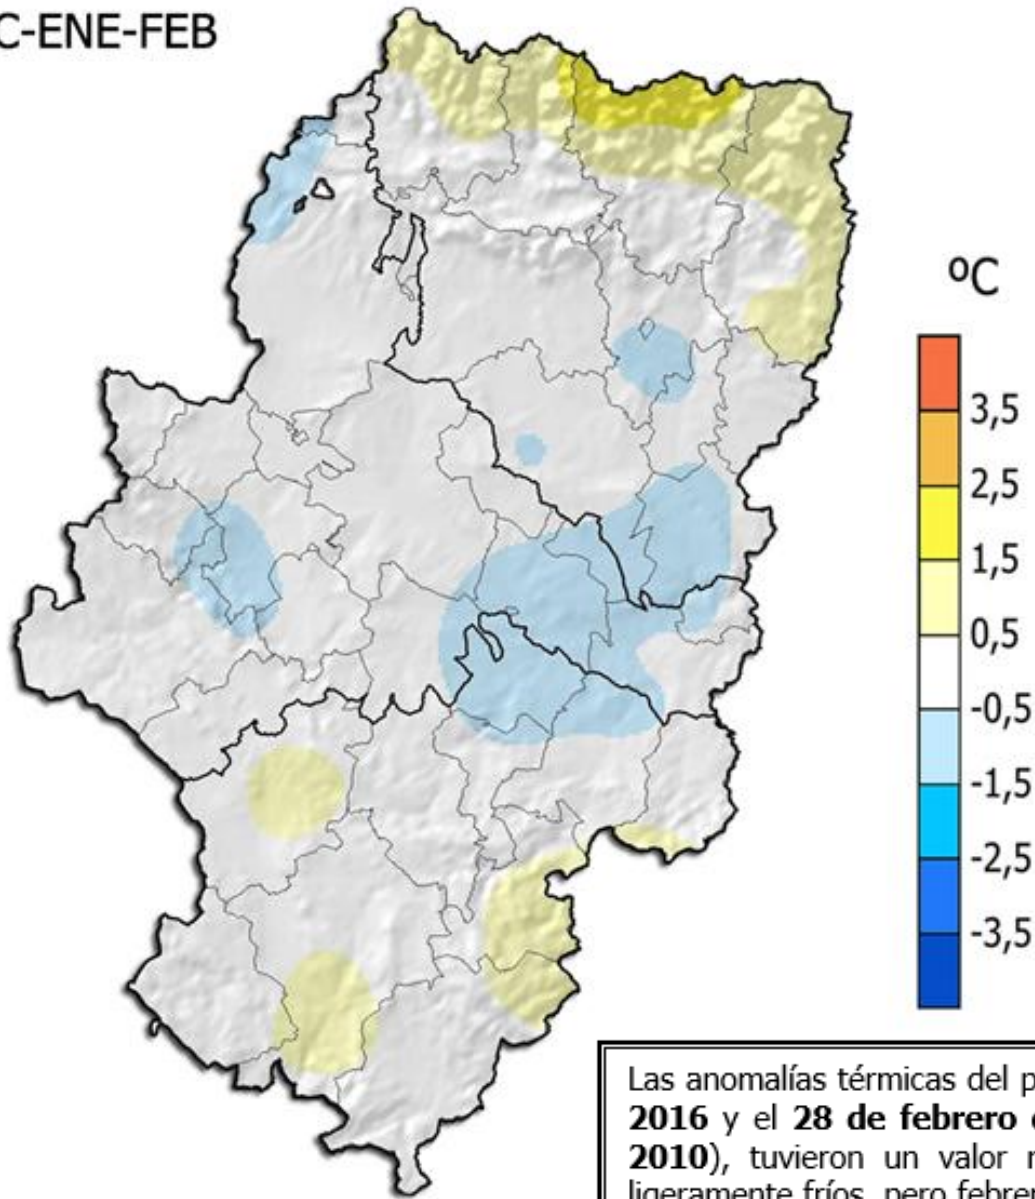 C-ENE-FEB
ºC
3,5
2,5
1,5
0,5
-0,5
-1,5
-2,5
-3,5
Las anomalías térmicas del p
2016 y el 28 de febrero
2010), tuvieron un valor
ligeramente fríos, pero febrer